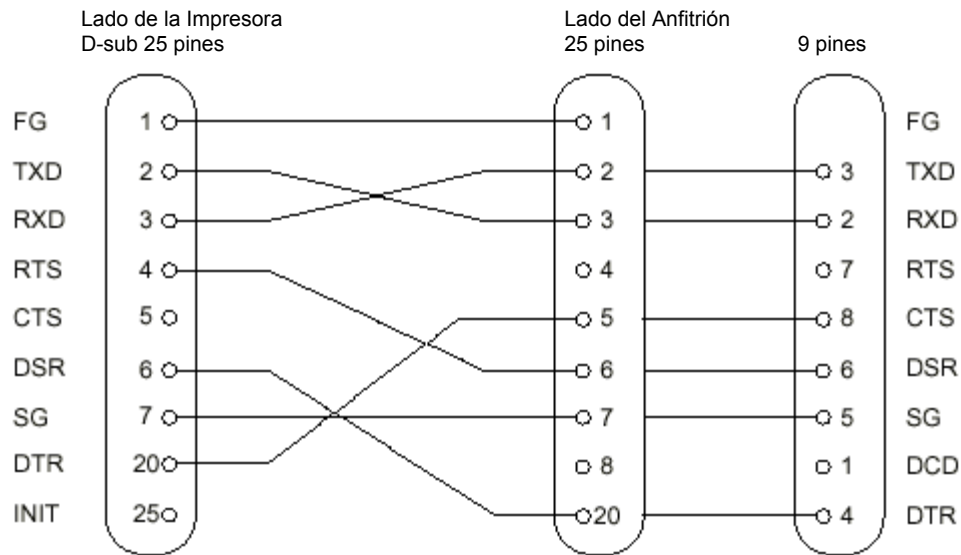 Lado de la Impresora
D-sub 25 pines
Lado del Anfitrión
25 pines
9 pines
FG 1 1 FG
TXD 2 2 3 TXD
RXD 3 3 2 RXD
RTS 4 4 7 RTS
CTS 5 5 8 CTS
DSR 6 6 6 DSR
SG 7 7 5 SG
DTR 20 8 1 DCD
INIT 25 20 4 DTR